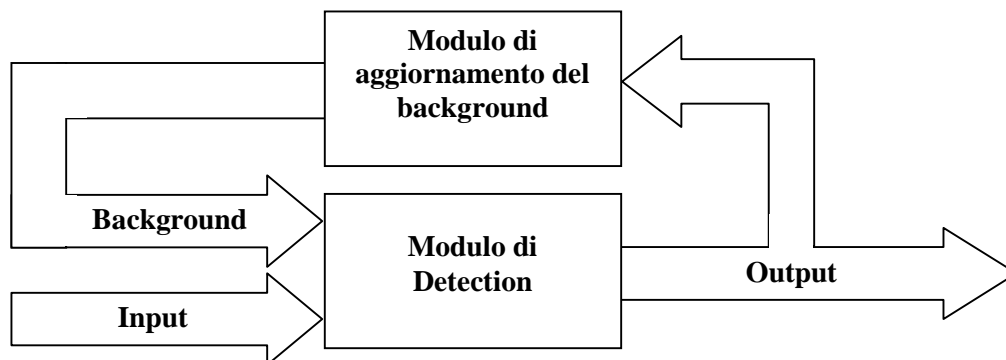 Modulo di
aggiornamento del
background
Background
Modulo di
Detection
Output
Input